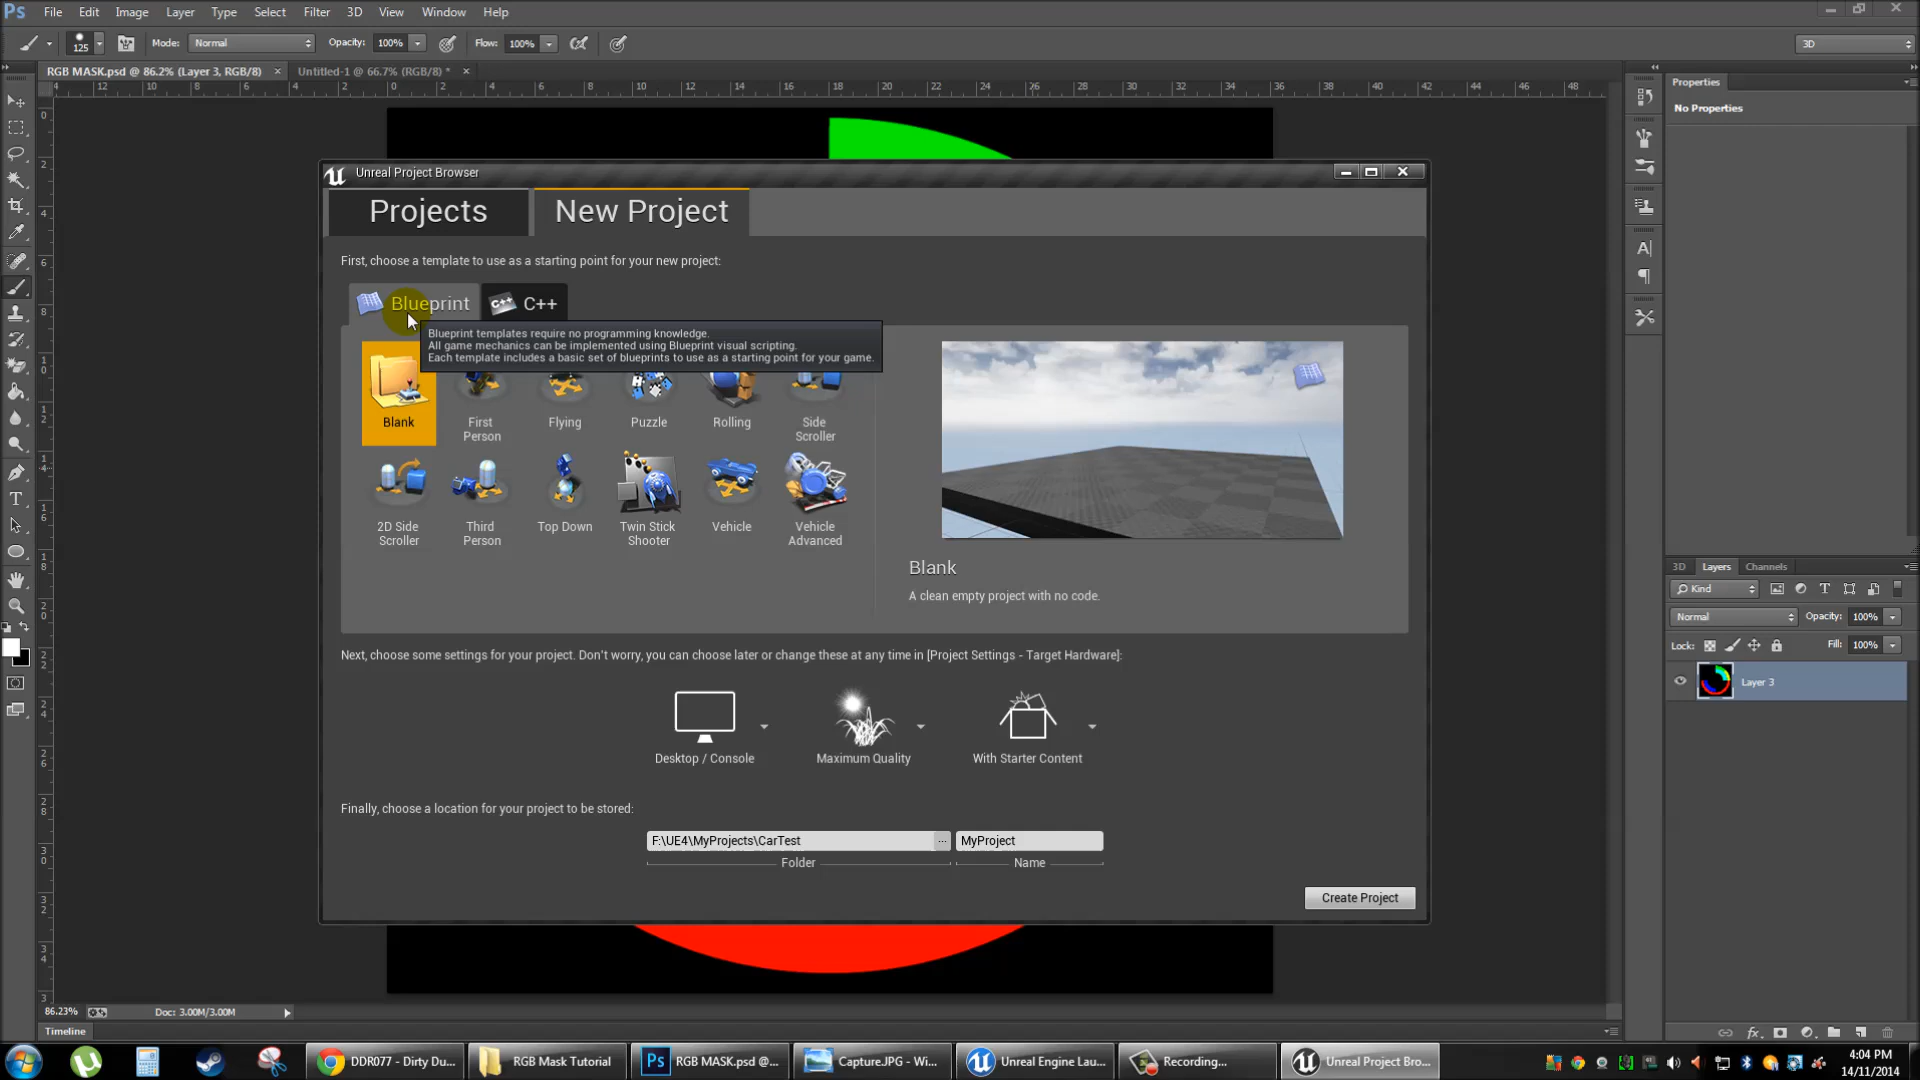 Ps File Edit Image Layer Type Select Filter 3D View Window Help
125 Mode: Normal Opacity: 100% Flow: 100% 3D
RGB MASK.psd @ 86.2% (Layer 3, RGB/8) × Untitled-1 @ 66.7% (RGB/8) * ×
Properties
No Properties
Unreal Project Browser
Projects New Project
First, choose a template to use as a starting point for your new project:
Blueprint C++ C++
Blueprint templates require no programming knowledge.
All game mechanics can be implemented using Blueprint visual scripting.
Each template includes a basic set of blueprints to use as a starting point for your game.
Blank First Person Flying Puzzle Rolling Side Scroller
2D Side Scroller Third Person Top Down Twin Stick Shooter Vehicle Vehicle Advanced
Blank
A clean empty project with no code.
Next, choose some settings for your project. Don't worry, you can choose later or change these at any time in [Project Settings - Target Hardware]:
Desktop / Console Maximum Quality With Starter Content
Finally, choose a location for your project to be stored:
F:\UE4\MyProjects\CarTest ... MyProject
Folder Name
Create Project
3D Layers Channels
Kind
Normal Opacity: 100%
Lock: Fill: 100%
Layer 3
86.23% Doc: 3.00M/3.00M
Timeline
DDR077 - Dirty Du... RGB Mask Tutorial Ps RGB MASK.psd @... Capture.JPG - Wi... Unreal Engine Lau... Recording... Unreal Project Bro...
4:04 PM
14/11/2014